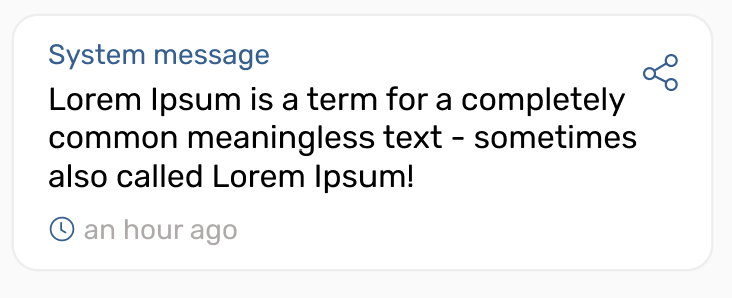 System message
Lorem Ipsum is a term for a completely
common meaningless text - sometimes
also called Lorem Ipsum!
an hour ago